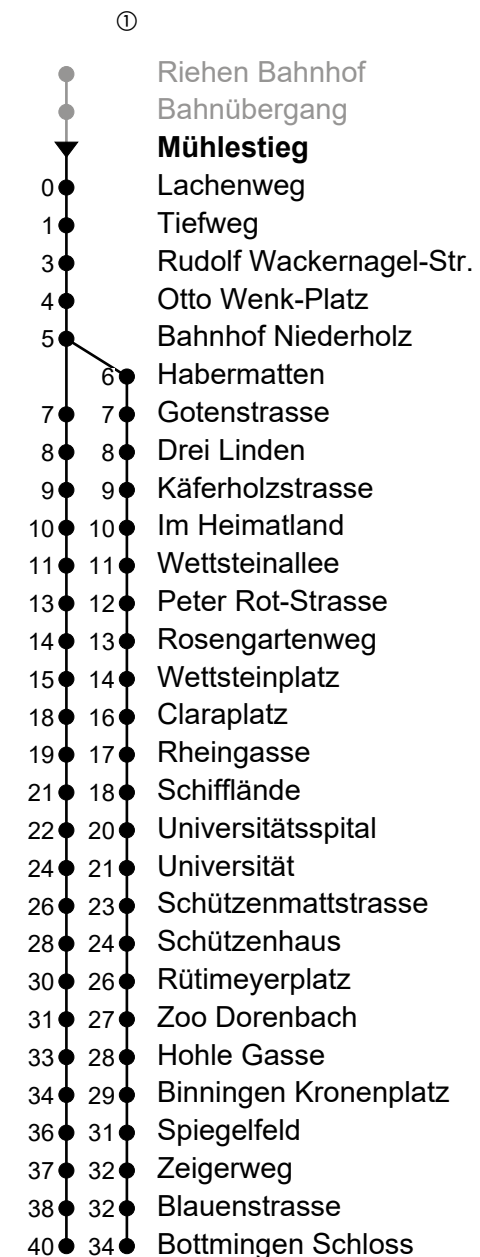 ①
Riehen Bahnhof
Bahnübergang
Mühlestieg
0 Lachenweg
1 Tiefweg
3 Rudolf Wackernagel-Str.
4 Otto Wenk-Platz
5 Bahnhof Niederholz
6 Habermatten
7 7 Gotenstrasse
8 8 Drei Linden
9 9 Käferholzstrasse
10 10 Im Heimatland
11 11 Wettsteinallee
13 12 Peter Rot-Strasse
14 13 Rosengartenweg
15 14 Wettsteinplatz
18 16 Claraplatz
19 17 Rheingasse
21 18 Schifflände
22 20 Universitätsspital
24 21 Universität
26 23 Schützenmattstrasse
28 24 Schützenhaus
30 26 Rütimeyerplatz
31 27 Zoo Dorenbach
33 28 Hohle Gasse
34 29 Binningen Kronenplatz
36 31 Spiegelfeld
37 32 Zeigerweg
38 32 Blauenstrasse
40 34 Bottmingen Schloss